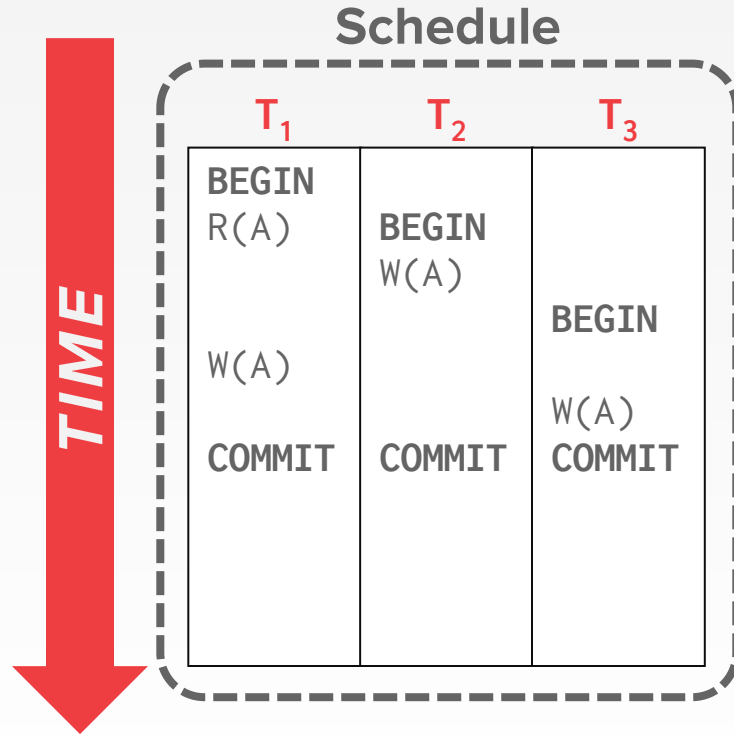 Schedule
TIME
T₁ T₂ T₃
BEGIN
R(A) BEGIN
W(A)
BEGIN
W(A)
W(A)
COMMIT COMMIT COMMIT